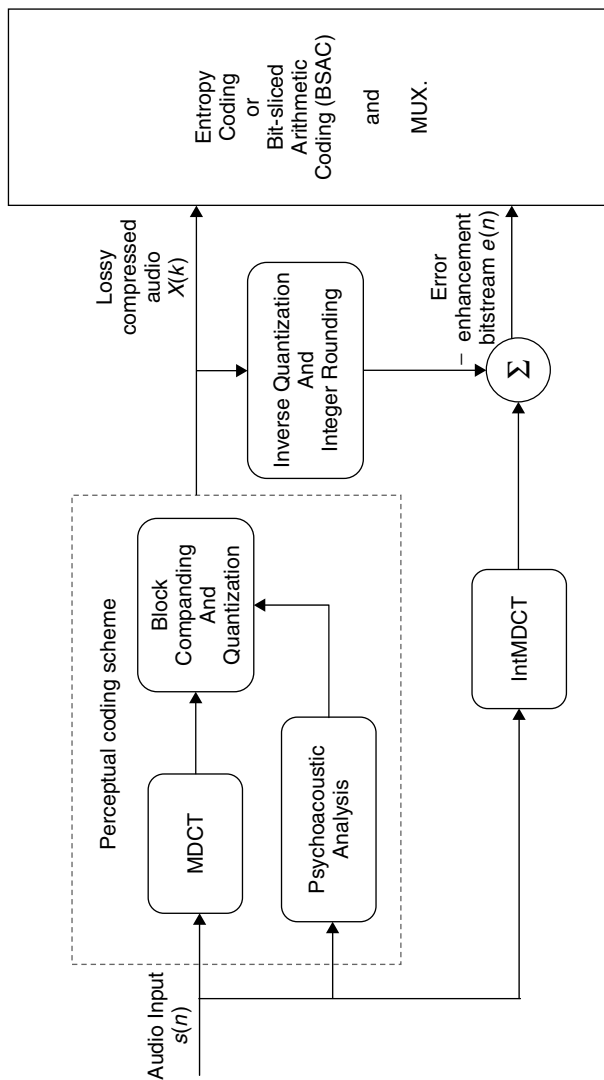 Audio Input
s(n)
Perceptual coding scheme
MDCT
Block
Companding
And
Quantization
Psychoacoustic
Analysis
Lossy
compressed
audio
X(k)
Inverse Quantization
And
Integer Rounding
IntMDCT
−
Σ
Error
enhancement
bitstream e(n)
Entropy
Coding
or
Bit-sliced
Arithmetic
Coding (BSAC)
and
MUX.